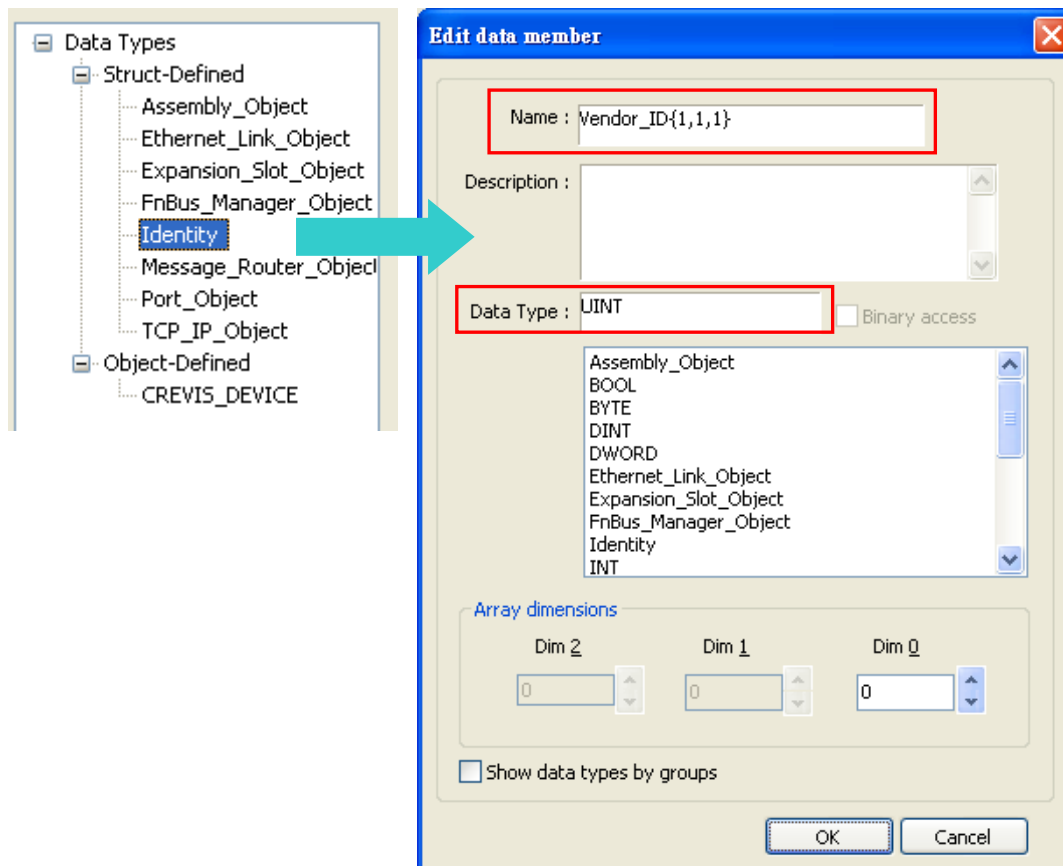 Data Types
Struct-Defined
Assembly_Object
Ethernet_Link_Object
Expansion_Slot_Object
FnBus_Manager_Object
Identity
Message_Router_Object
Port_Object
TCP_IP_Object
Object-Defined
CREVIS_DEVICE
Edit data member
Name : Vendor_ID{1,1,1}
Description :
Data Type : UINT
Binary access
Assembly_Object
BOOL
BYTE
DINT
DWORD
Ethernet_Link_Object
Expansion_Slot_Object
FnBus_Manager_Object
Identity
INT
Array dimensions
Dim 2 Dim 1 Dim 0
0 0 0
Show data types by groups
OK Cancel